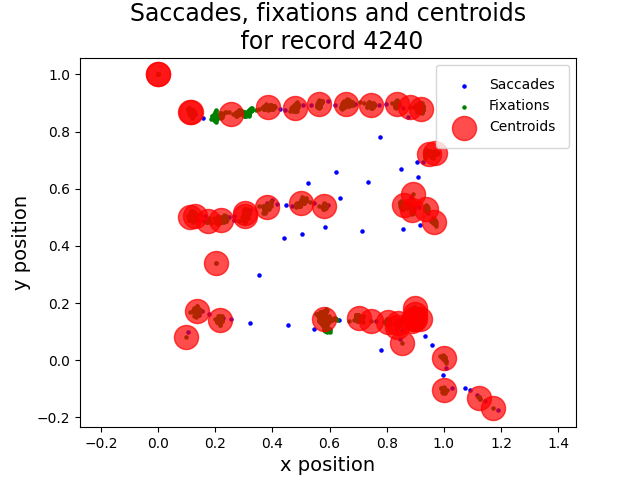 Saccades, fixations and centroids
for record 4240
Saccades
Fixations
Centroids
1.0
0.8
0.6
0.4
0.2
0.0
−0.2
y position
−0.2 0.0 0.2 0.4 0.6 0.8 1.0 1.2 1.4
x position